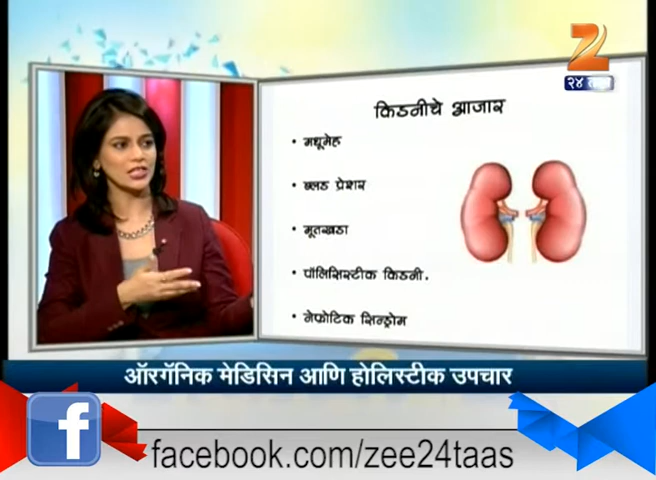 २४ तास
किडनीचे आजार
• मधूमेह
• ब्लड प्रेशर
• मूतखडा
• पॉलिसिस्टीक किडनी.
• नेफ्रोटिक सिन्ड्रोम
ऑरगॅनिक मेडिसिन आणि होलिस्टीक उपचार
f
facebook.com/zee24taas